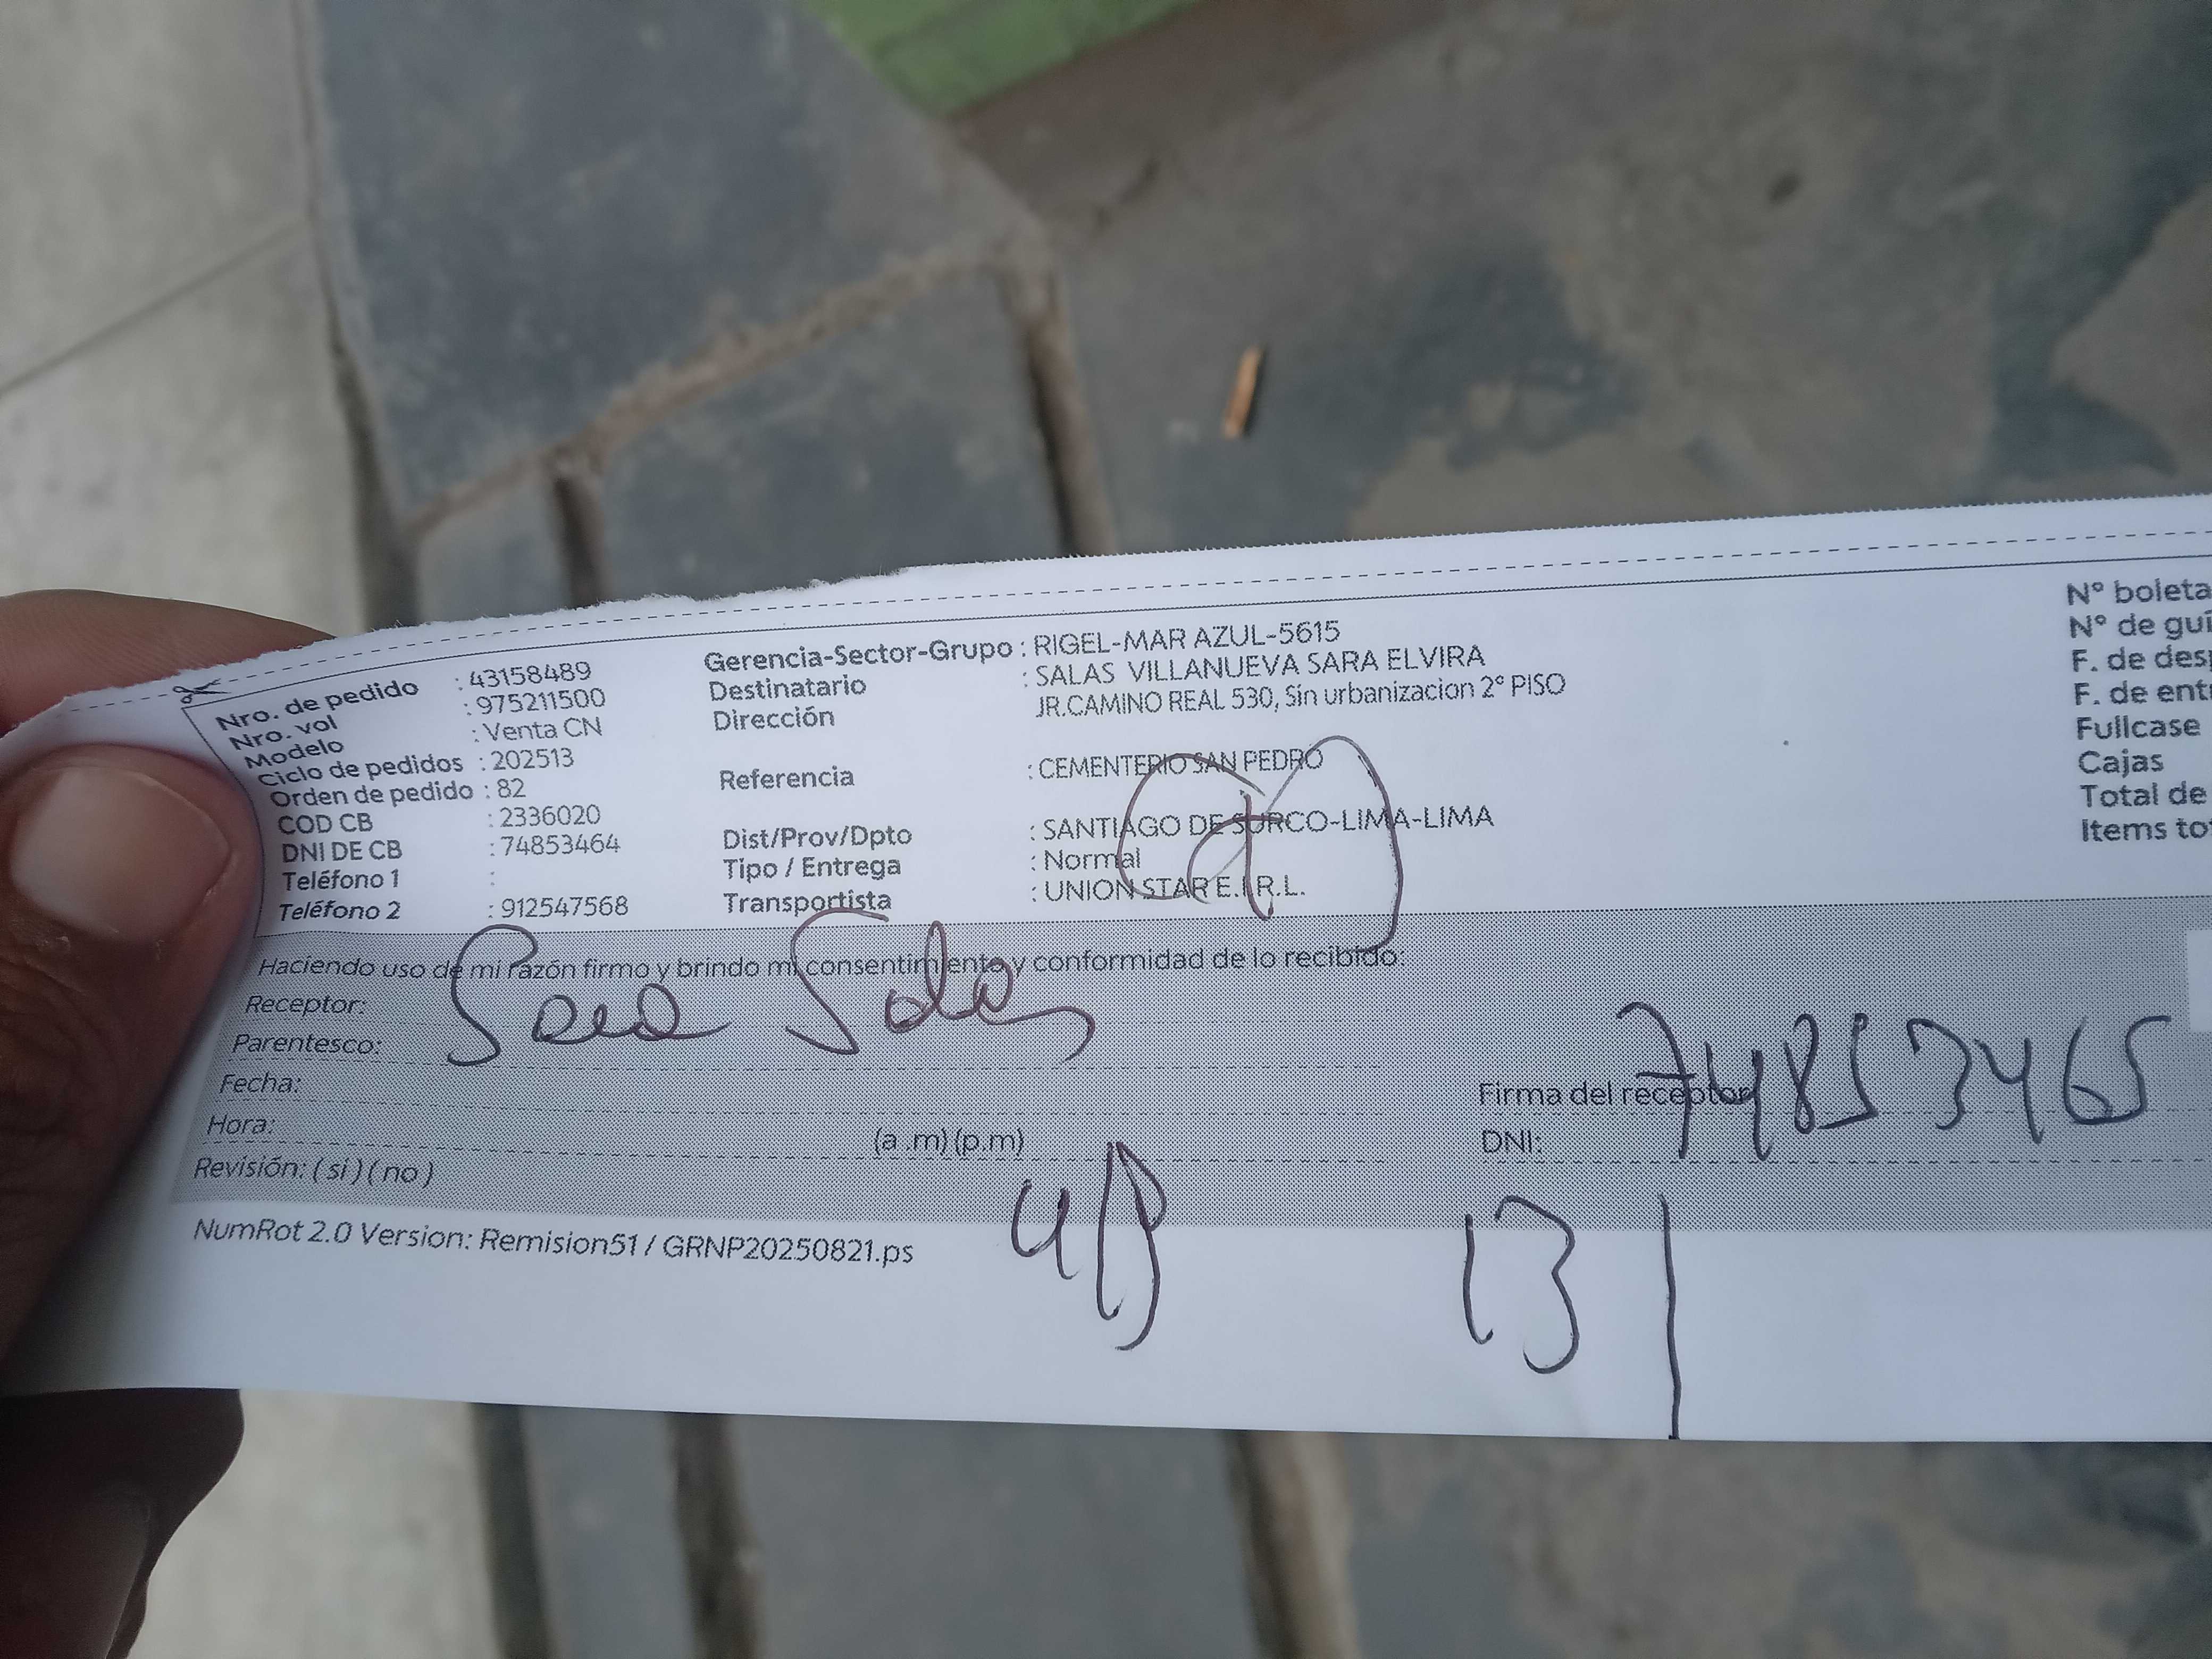 Nro. de pedido : 43158489
Nro. vol : 975211500
Modelo : Venta CN
Ciclo de pedidos : 202513
Orden de pedido : 82
COD CB : 2336020
DNI DE CB : 74853464
Teléfono 1 :
Teléfono 2 : 912547568
Gerencia-Sector-Grupo : RIGEL-MAR AZUL-5615
Destinatario : SALAS VILLANUEVA SARA ELVIRA
Dirección JR.CAMINO REAL 530, Sin urbanizacion 2° PISO
Referencia : CEMENTERIO SAN PEDRO
Dist/Prov/Dpto : SANTIAGO DE SURCO-LIMA-LIMA
Tipo / Entrega : Normal
Transportista : UNION STAR E.I.R.L.
N° boleta
N° de gui
F. de des
F. de ent
Fullcase
Cajas
Total de
Items to
Haciendo uso de mi razón firmo y brindo mi consentimiento y conformidad de lo recibido:
Receptor: Sara Salas
Parentesco:
Fecha:
Hora: (a .m) (p.m)
Revisión: ( si ) ( no )
Firma del receptor
DNI: 74853465
NumRot 2.0 Version: Remision51 / GRNP20250821.ps
13